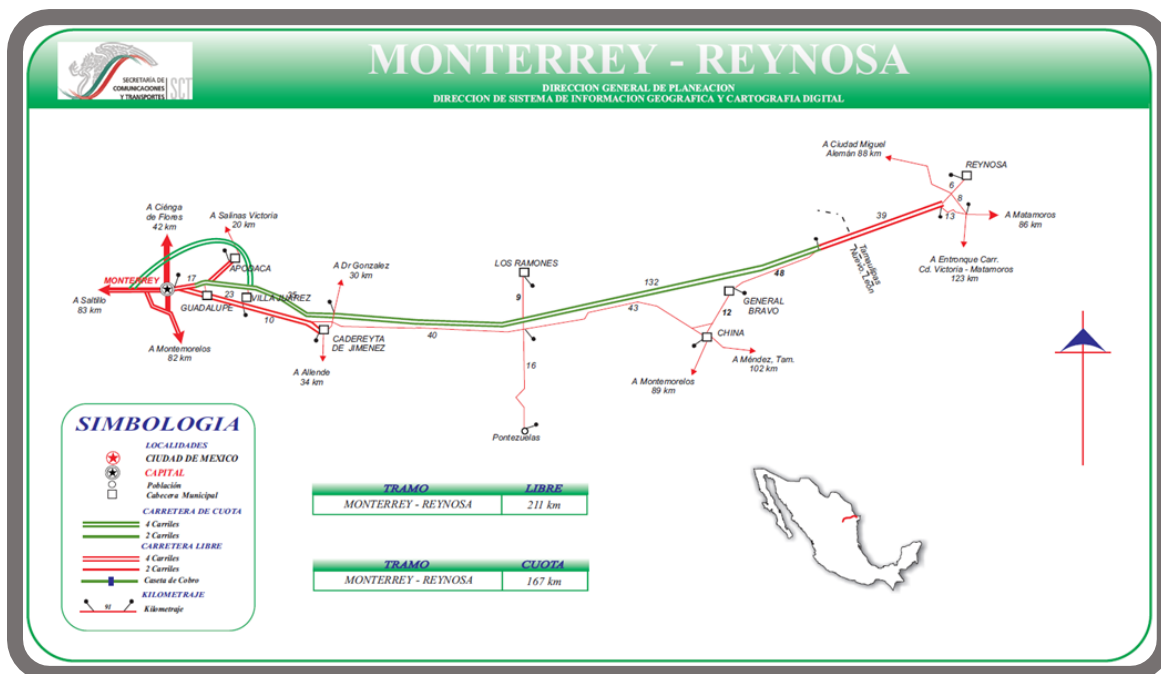 SECRETARÍA DE
COMUNICACIONES
Y TRANSPORTES
SCT
MONTERREY - REYNOSA
DIRECCION GENERAL DE PLANEACION
DIRECCION DE SISTEMA DE INFORMACION GEOGRAFICA Y CARTOGRAFIA DIGITAL
A Ciudad Miguel
Alemán 88 km
REYNOSA
6
8
13
39
A Matamoros
86 km
A Entronque Carr.
Cd. Victoria - Matamoros
123 km
Tamaulipas
Nuevo, León
A Ciénga
de Flores
42 km
A Salinas Victoria
20 km
APODACA
A Dr Gonzalez
30 km
LOS RAMONES
MONTERREY
17
23
35
VILLA JUAREZ
GUADALUPE
10
A Saltillo
83 km
A Montemorelos
82 km
CADEREYTA
DE JIMENEZ
A Allende
34 km
40
9
16
Pontezuelas
132
48
43
12
GENERAL
BRAVO
CHINA
A Méndez, Tam.
102 km
A Montemorelos
89 km
SIMBOLOGIA
LOCALIDADES
CIUDAD DE MEXICO
CAPITAL
Población
Cabecera Municipal
CARRETERA DE CUOTA
4 Carriles
2 Carriles
CARRETERA LIBRE
4 Carriles
2 Carriles
Caseta de Cobro
KILOMETRAJE
91
Kilometraje
TRAMO LIBRE
MONTERREY - REYNOSA 211 km
TRAMO CUOTA
MONTERREY - REYNOSA 167 km